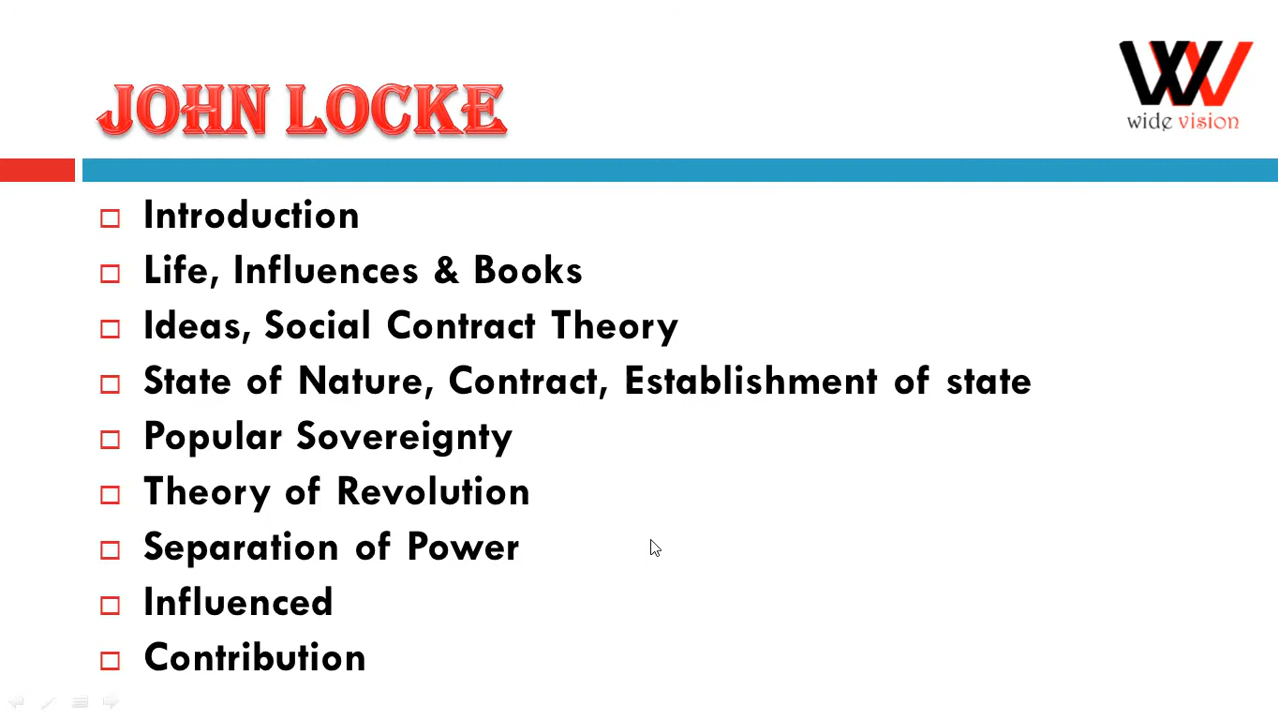 JOHN LOCKE
wide vision
Introduction
Life, Influences & Books
Ideas, Social Contract Theory
State of Nature, Contract, Establishment of state
Popular Sovereignty
Theory of Revolution
Separation of Power
Influenced
Contribution